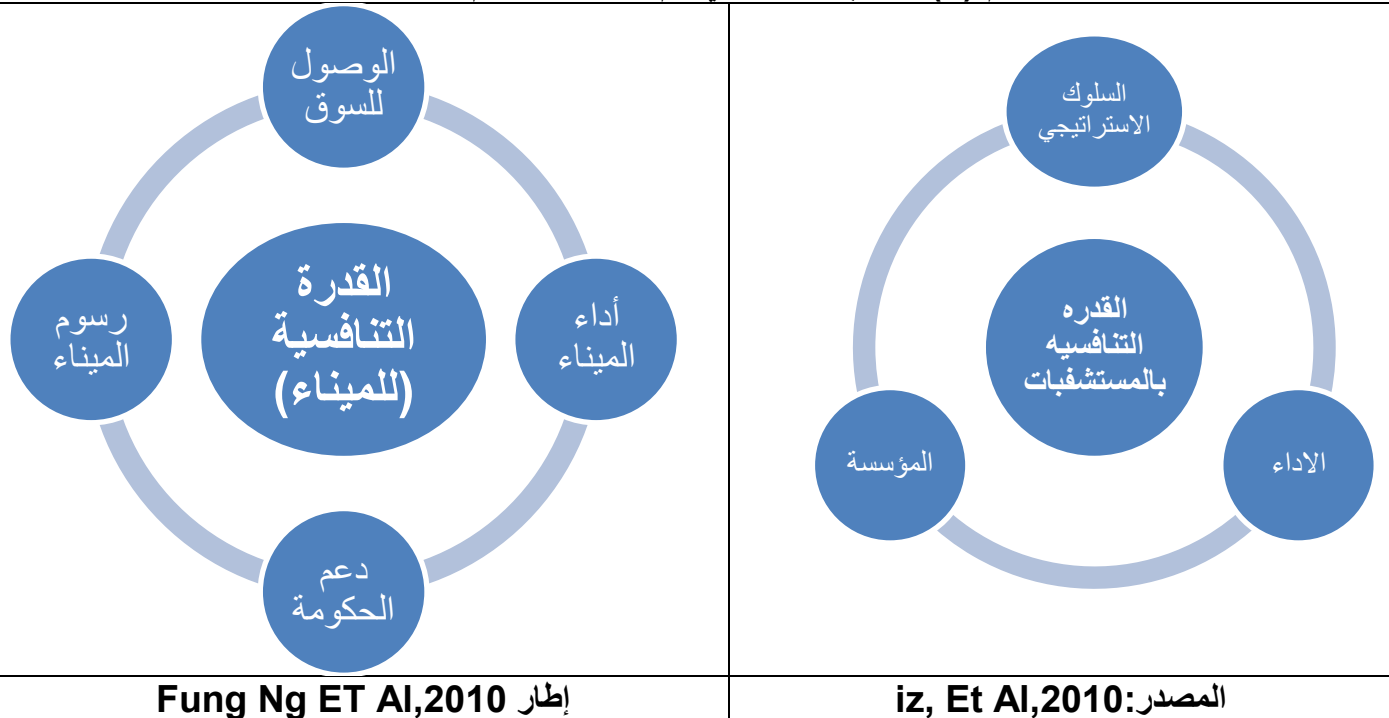 السلوك
الاستراتيجي
القدره
التنافسيه
بالمستشفبات
الاداء
المؤسسة
المصدر:iz, Et Al,2010
الوصول
للسوق
القدرة
التنافسية
(للميناء)
أداء
الميناء
رسوم
الميناء
دعم
الحكومة
إطار Fung Ng ET Al,2010